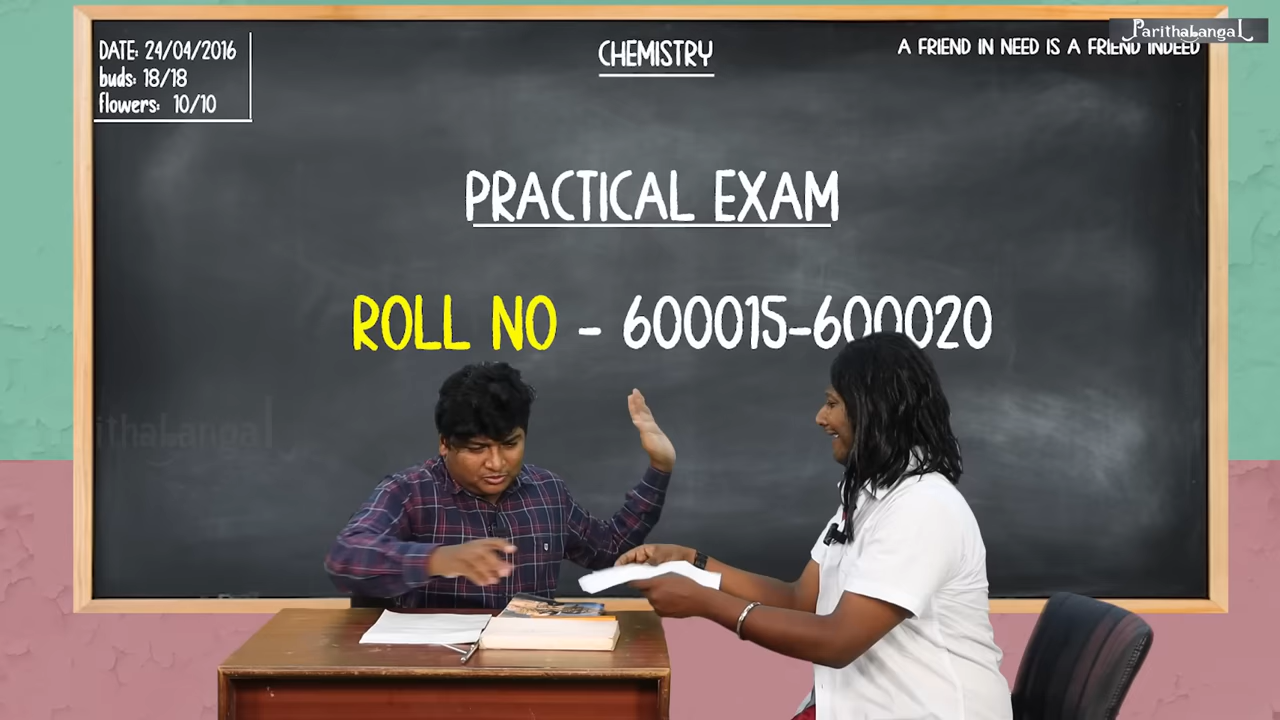 DATE: 24/04/2016
buds: 18/18
flowers: 10/10
CHEMISTRY
A FRIEND IN NEED IS A FRIEND INDEED
Parithabangal
PRACTICAL EXAM
ROLL NO - 600015-600020